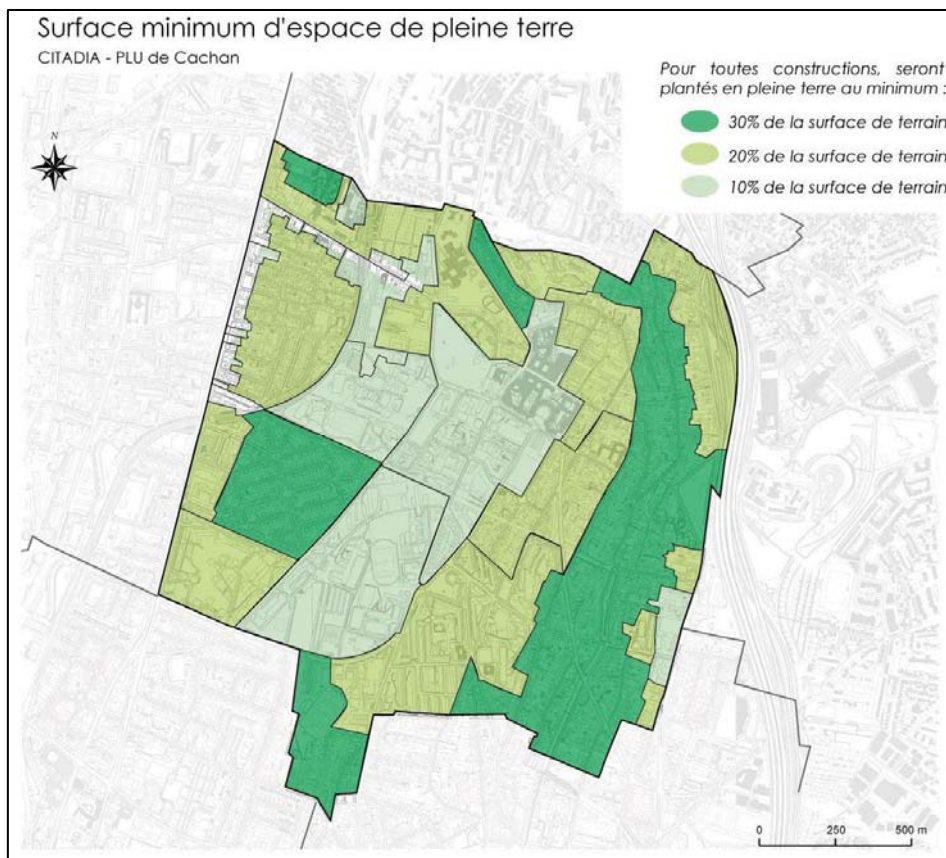 Surface minimum d'espace de pleine terre
CITADIA - PLU de Cachan
Pour toutes constructions, seront
plantés en pleine terre au minimum :
30% de la surface de terrain
20% de la surface de terrain
10% de la surface de terrain
N
0 250 500 m